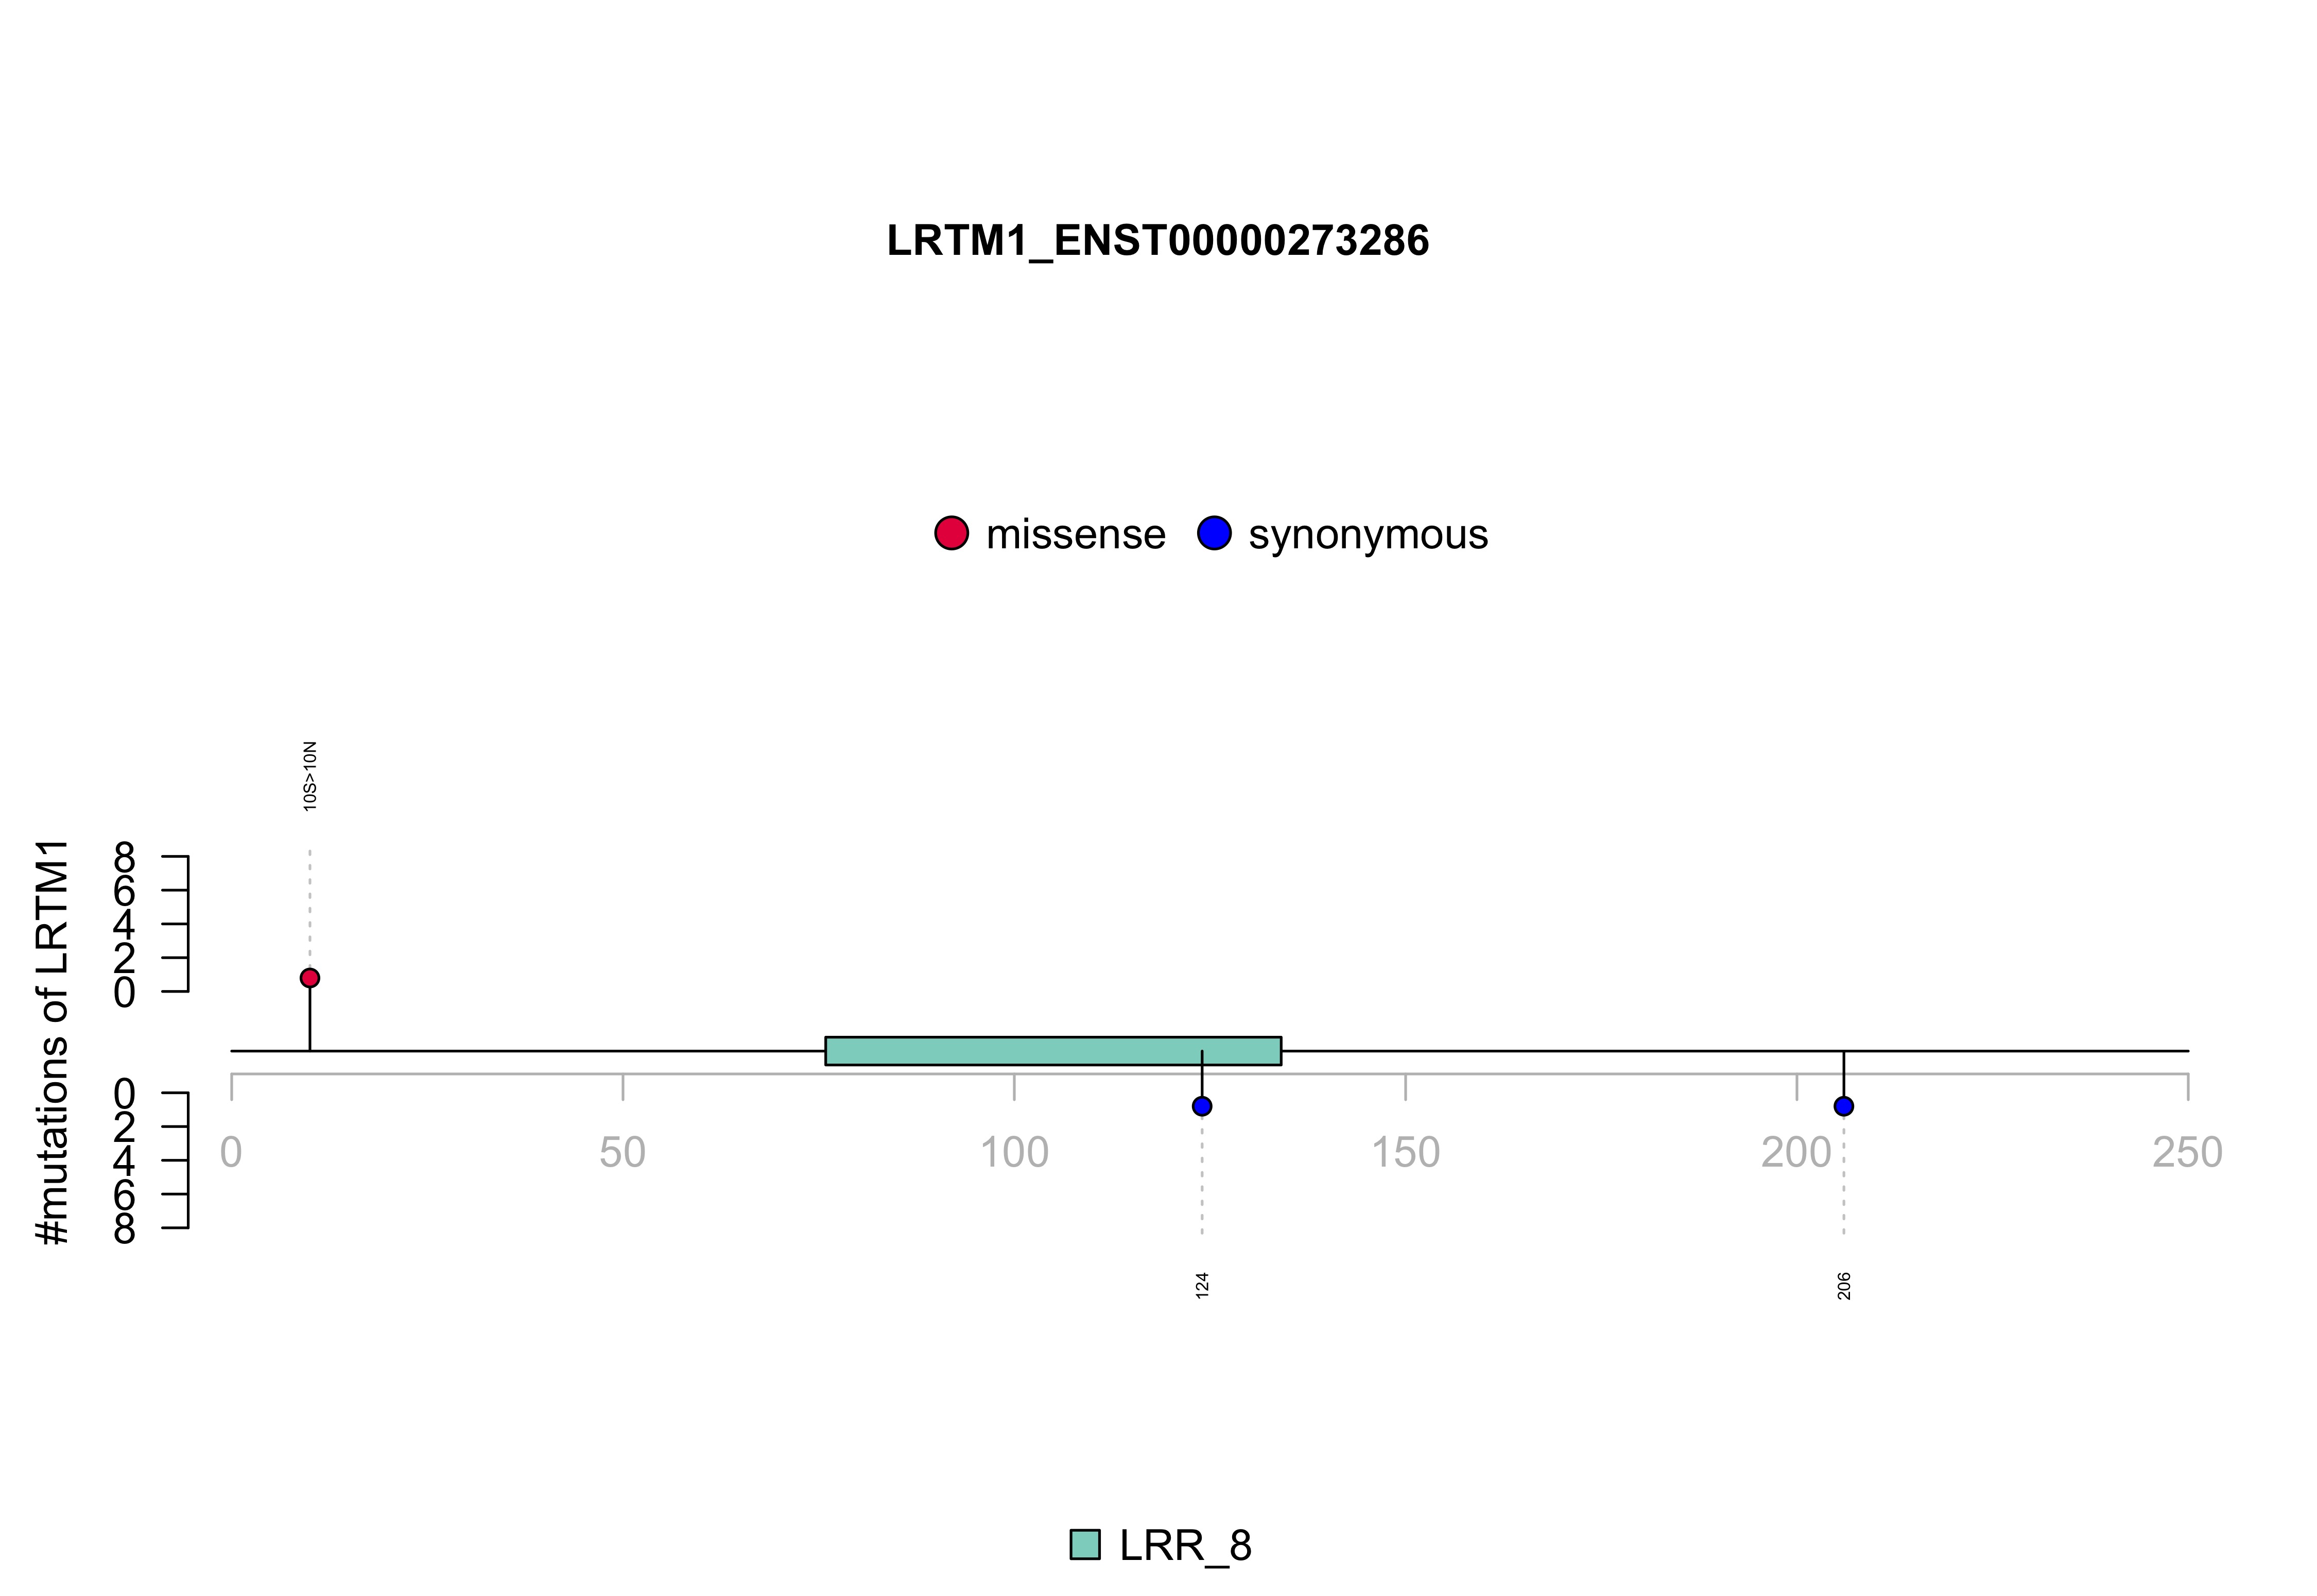 LRTM1_ENST00000273286
missense synonymous
10S>10N
#mutations of LRTM1
8
6
4
2
0
0
2
4
6
8
0 50 100 150 200 250
124 206
LRR_8